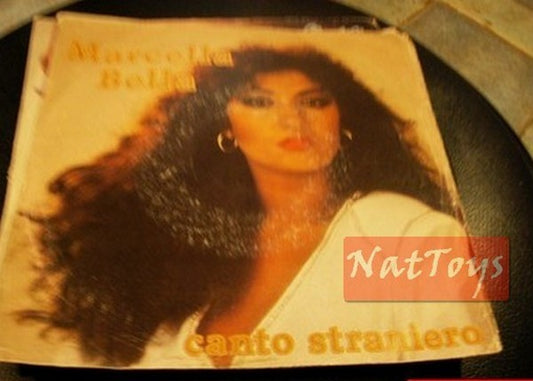 Marcella
Bella
NatToys
canto straniero